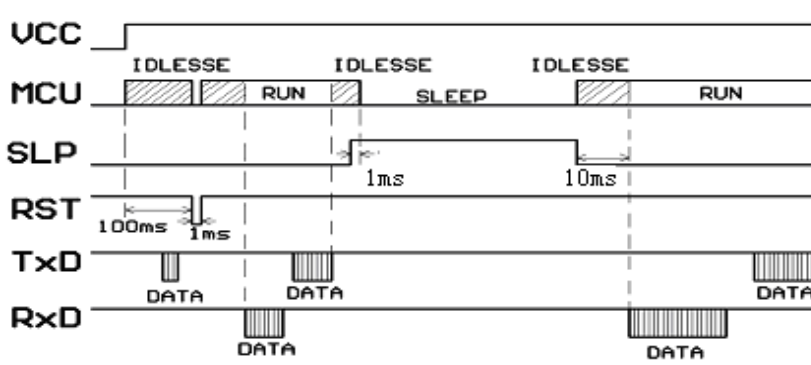 VCC
IDLESSE IDLESSE IDLESSE
MCU RUN SLEEP RUN
SLP
1ms 10ms
RST
100ms 1ms
TxD
DATA DATA DATA
RxD
DATA DATA